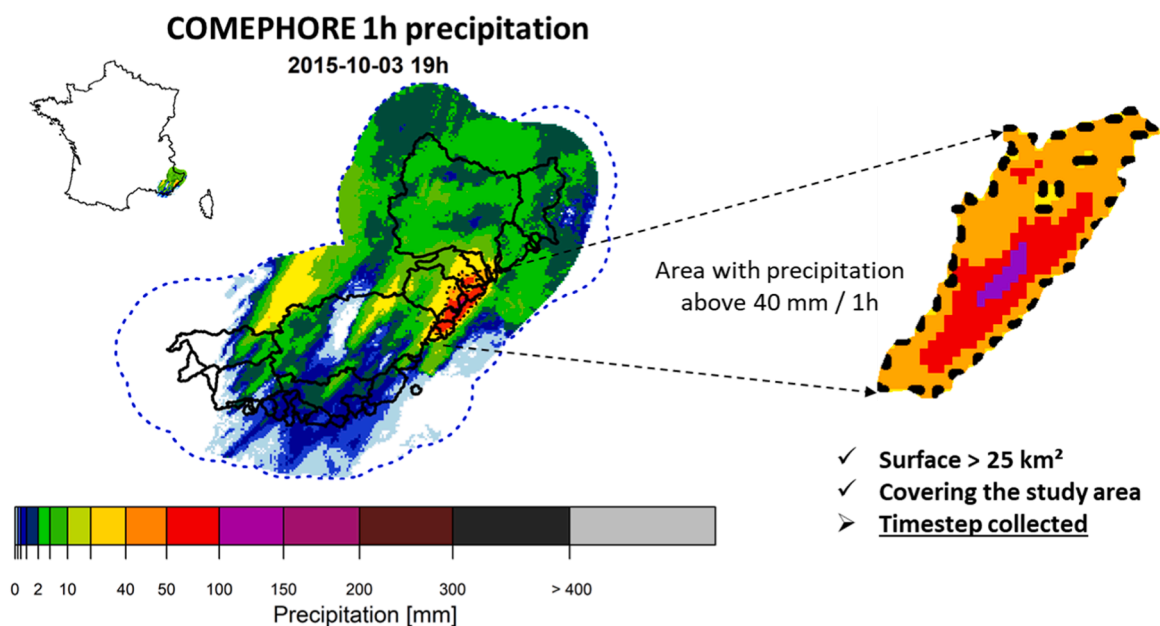 COMEPHORE 1h precipitation
2015-10-03 19h
Area with precipitation
above 40 mm / 1h
✓ Surface > 25 km²
✓ Covering the study area
➢ Timestep collected
0 2 10 40 50 100 150 200 300 > 400
Precipitation [mm]